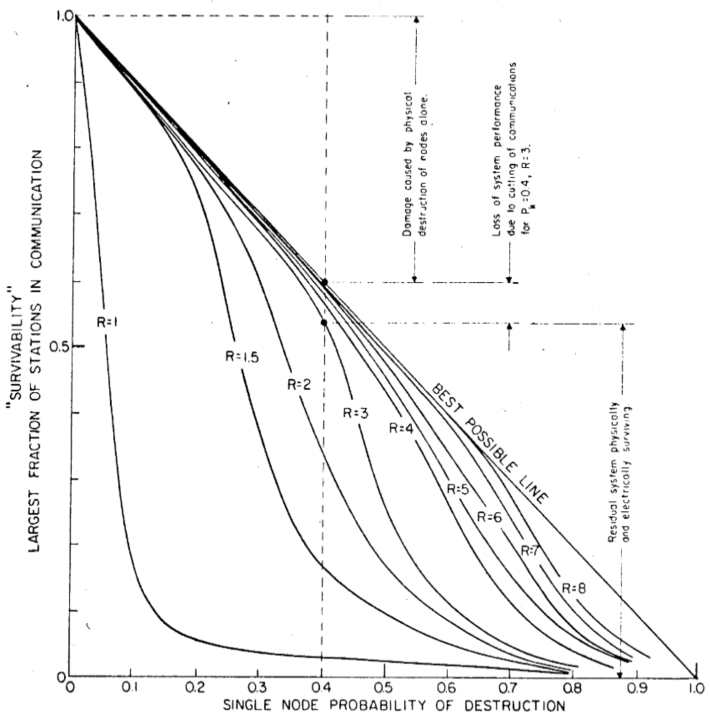 1.0
Damage caused by physical
destruction of nodes alone.
Loss of system performance
due to cutting of communications
for Pk=0.4, R=3.
"SURVIVABILITY"
LARGEST FRACTION OF STATIONS IN COMMUNICATION
0.5
R=1
R=1.5
R=2
R=3
R=4
R=5
R=6
R=7
R=8
BEST POSSIBLE LINE
Residual system physically
and electrically surviving.
0
0 0.1 0.2 0.3 0.4 0.5 0.6 0.7 0.8 0.9 1.0
SINGLE NODE PROBABILITY OF DESTRUCTION